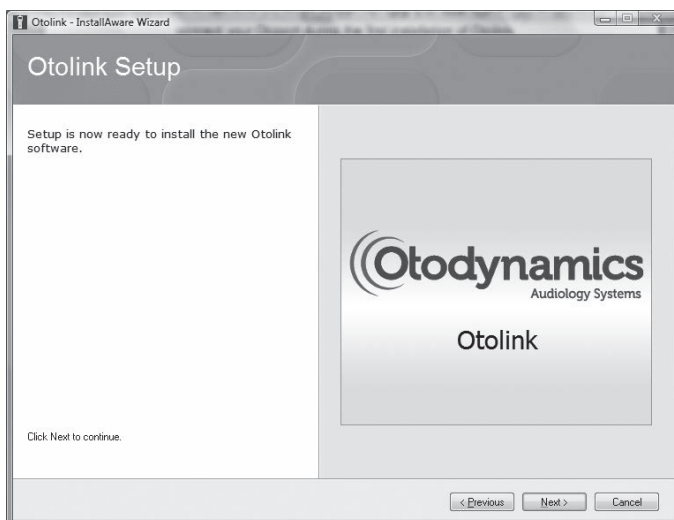 Otolink - InstallAware Wizard
Otolink Setup
Setup is now ready to install the new Otolink
software.
Otodynamics
Audiology Systems
Otolink
Click Next to continue.
< Previous
Next >
Cancel